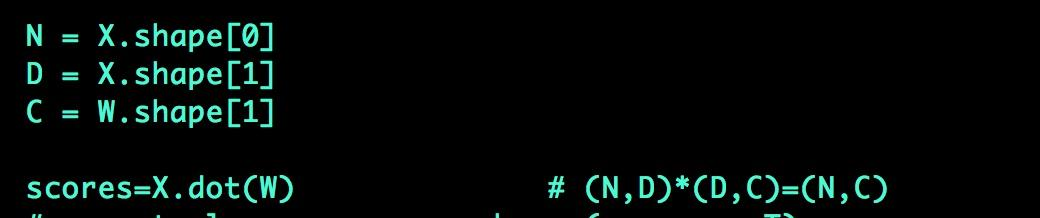 N = X.shape[0]
D = X.shape[1]
C = W.shape[1]
scores=X.dot(W) # (N,D)*(D,C)=(N,C)